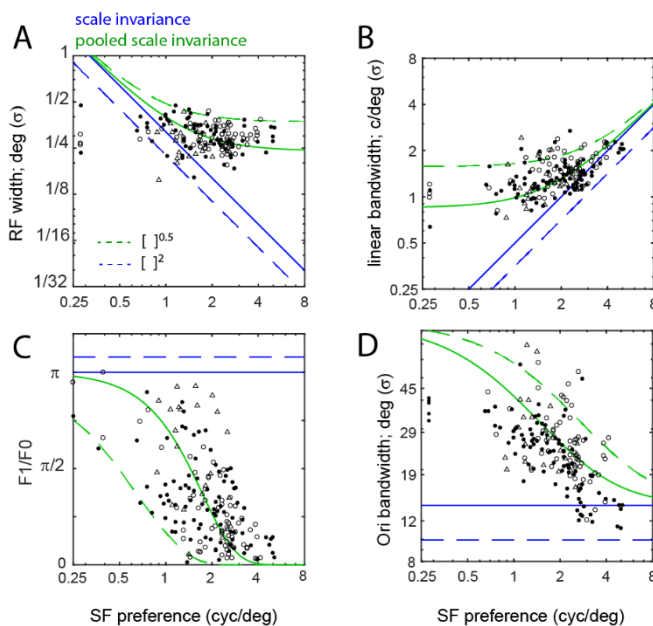 scale invariance
pooled scale invariance
A
RF width; deg (σ)
1
1/2
1/4
1/8
1/16
1/32
[ ]0.5
[ ]2
0.25 0.5 1 2 4 8
B
linear bandwidth; c/deg (σ)
8
4
2
1
0.5
0.25
0.25 0.5 1 2 4 8
C
F1/F0
π
π/2
0
0.25 0.5 1 2 4 8
SF preference (cyc/deg)
D
Ori bandwidth; deg (σ)
45
29
19
12
8
0.25 0.5 1 2 4 8
SF preference (cyc/deg)